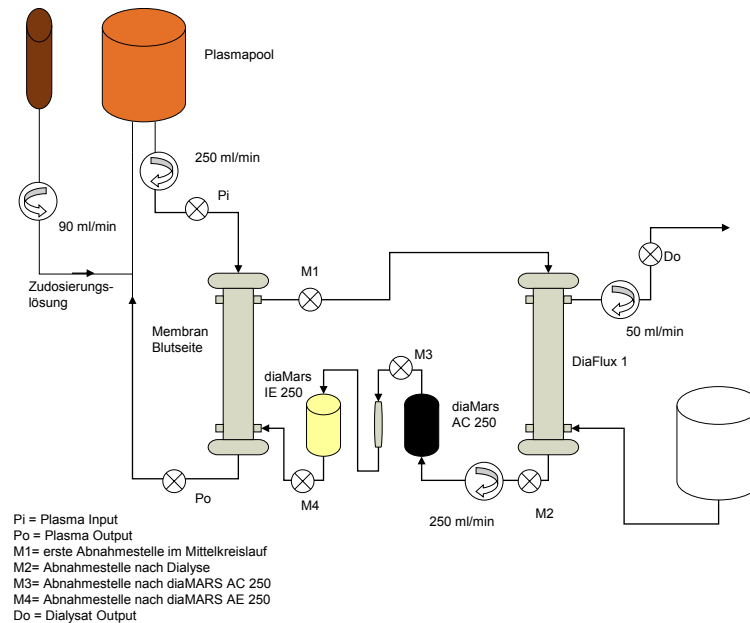 Plasmapool
250 ml/min
Pi
90 ml/min
Zudosierungs-
lösung
M1
Do
50 ml/min
Membran
Blutseite
M3
DiaFlux 1
diaMars
IE 250
diaMars
AC 250
Po
M4
250 ml/min
M2
Pi = Plasma Input
Po = Plasma Output
M1= erste Abnahmestelle im Mittelkreislauf
M2= Abnahmestelle nach Dialyse
M3= Abnahmestelle nach diaMARS AC 250
M4= Abnahmestelle nach diaMARS AE 250
Do = Dialysat Output